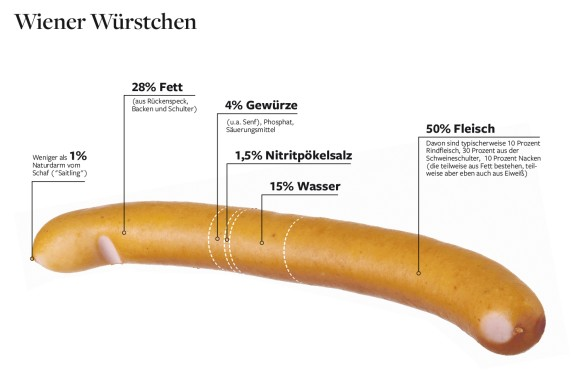 Wiener Würstchen
28% Fett
(aus Rückenspeck,
Backen und Schulter)
4% Gewürze
(u.a. Senf), Phosphat,
Säuerungsmittel
50% Fleisch
Davon sind typischerweise 10 Prozent
Rindfleisch, 30 Prozent aus der
Schweineschulter, 10 Prozent Nacken
(die teilweise aus Fett bestehen, teil-
weise aber eben auch aus Eiweiß)
Weniger als 1%
Naturdarm vom
Schaf ("Saitling")
1,5% Nitritpökelsalz
15% Wasser